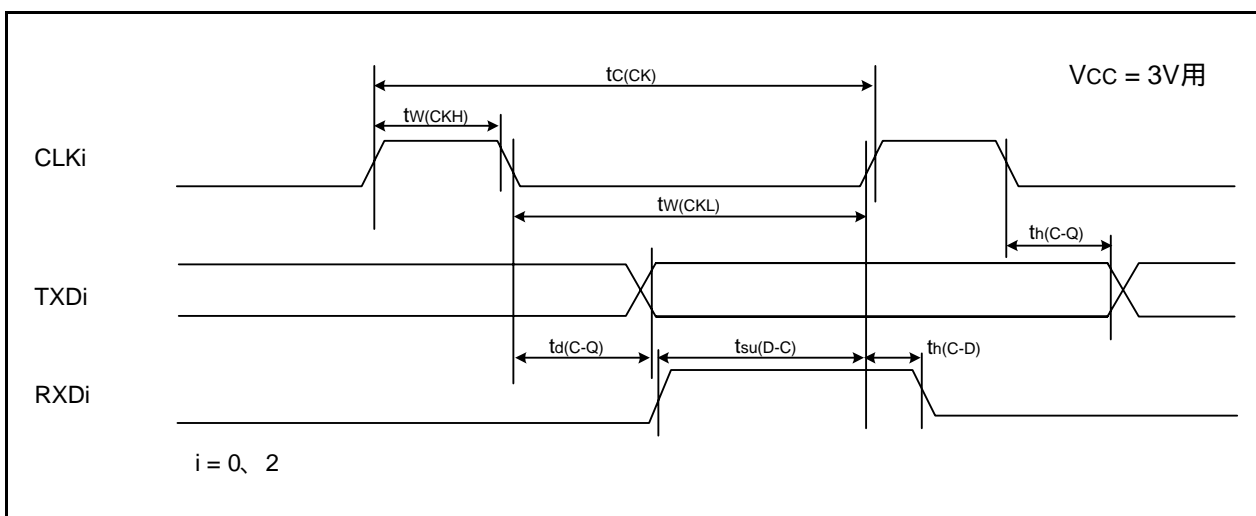 tC(CK)
VCC = 3V用
tW(CKH)
CLKi
tW(CKL)
th(C-Q)
TXDi
td(C-Q)
tsu(D-C)
th(C-D)
RXDi
i = 0、 2